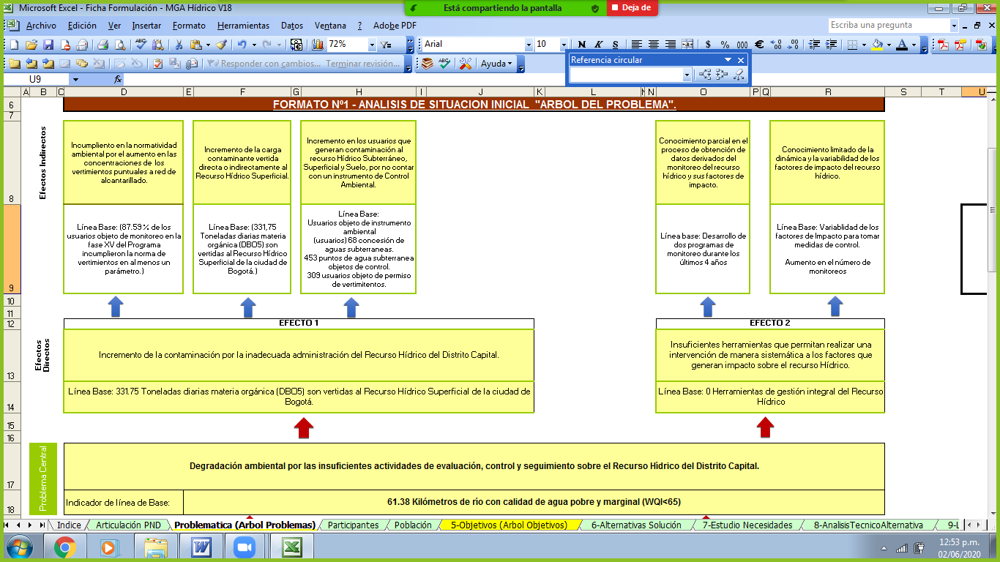 Microsoft Excel - Ficha Formulación - MGA Hídrico V18
Está compartiendo la pantalla
Deja de
Archivo Edición Ver Insertar Formato Herramientas Datos Ventana ? Adobe PDF
Escriba una pregunta
72%
Arial
10
N K S
$ % 000 €
Responder con cambios... Terminar revisión...
Ayuda
Referencia circular
U9
fx
A B C D E F G H I J K L M N O P Q R S T U
6
FORMATO Nº1 - ANALISIS DE SITUACION INICIAL "ARBOL DEL PROBLEMA".
7
Efectos Indirectos
Incumpliento en la normatividad
ambiental por el aumento en las
concentraciones de los
vertimientos puntuales a red de
alcantarillado.
Incremento de la carga
contaminante vertida
directa o indirectamente al
Recurso Hídrico Superficial.
Incremento en los usuarios que
generan contaminación al
recurso Hídrico Subterráneo,
Superficial y Suelo, por no contar
con un instrumento de Control
Ambiental.
Conocimiento parcial en el
proceso de obtención de
datos derivados del
monitoreo del recurso
hídrico y sus factores de
impacto.
Conocimiento limitado de la
dinámica y la variabilidad de los
factores de impacto del recurso
hídrico.
8
Línea Base: (87.59 % de los
usuarios objeto de monitoreo en la
fase XV del Programa
incumplieron la norma de
vertimientos en al menos un
parámetro.)
Línea Base: (331,75
Toneladas diarias materia
orgánica (DBO5) son
vertidas al Recurso Hídrico
Superficial de la ciudad de
Bogotá.)
Línea Base:
Usuarios objeto de instrumento
ambiental
(usuarios) 68 concesión de
aguas subterraneas.
453 puntos de agua subterranea
objetos de control.
309 usuarios objeto de permiso
de vertimitentos.
Línea base: Desarrollo de
dos programas de
monitoreo durante los
últimos 4 años
Línea Base: Variablidad de los
factores de Impacto para tomar
medidas de control.
Aumento en el número de
monitoreos
9
10
11
12
EFECTO 1
EFECTO 2
Efectos
Directos
Incremento de la contaminación por la inadecuada administración del Recurso Hídrico del Distrito Capital.
Insuficientes herramientas que permitan realizar una
intervención de manera sistemática a los factores que
generan impacto sobre el recurso Hídrico.
13
Línea Base: 331.75 Toneladas diarias materia orgánica (DBO5) son vertidas al Recurso Hídrico Superficial de la ciudad de
Bogotá.
Línea Base: 0 Herramientas de gestión integral del Recurso
Hídrico
14
15
16
Problema Central
Degradación ambiental por las insuficientes actividades de evaluación, control y seguimiento sobre el Recurso Hídrico del Distrito Capital.
17
Indicador de línea de Base:
61.38 Kilómetros de río con calidad de agua pobre y marginal (WQI<65)
18
Indice Articulación PND Problematica (Arbol Problemas) Participantes Población 5-Objetivos (Arbol Objetivos) 6-Alternativas Solución 7-Estudio Necesidades 8-AnalisisTecnicoAlternativa 9-L
12:53 p.m.
02/06/2020